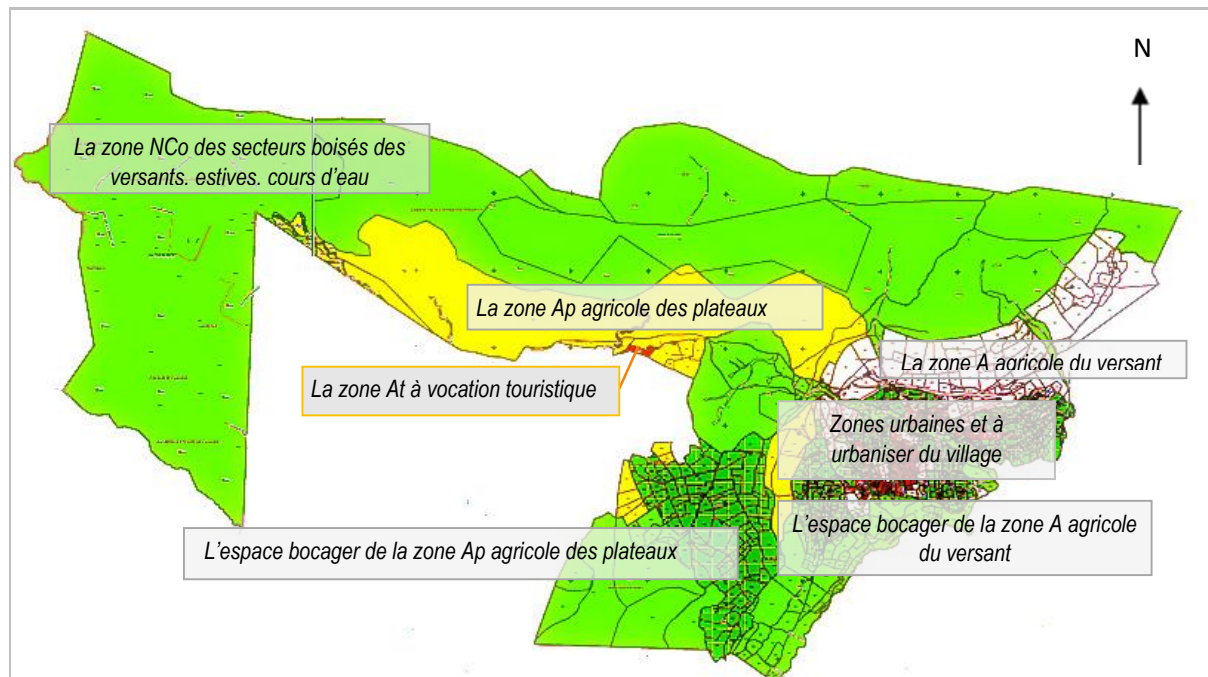 N
La zone NCo des secteurs boisés des
versants. estives. cours d’eau
La zone Ap agricole des plateaux
La zone A agricole du versant
La zone At à vocation touristique
Zones urbaines et à
urbaniser du village
L’espace bocager de la zone A agricole
du versant
L’espace bocager de la zone Ap agricole des plateaux